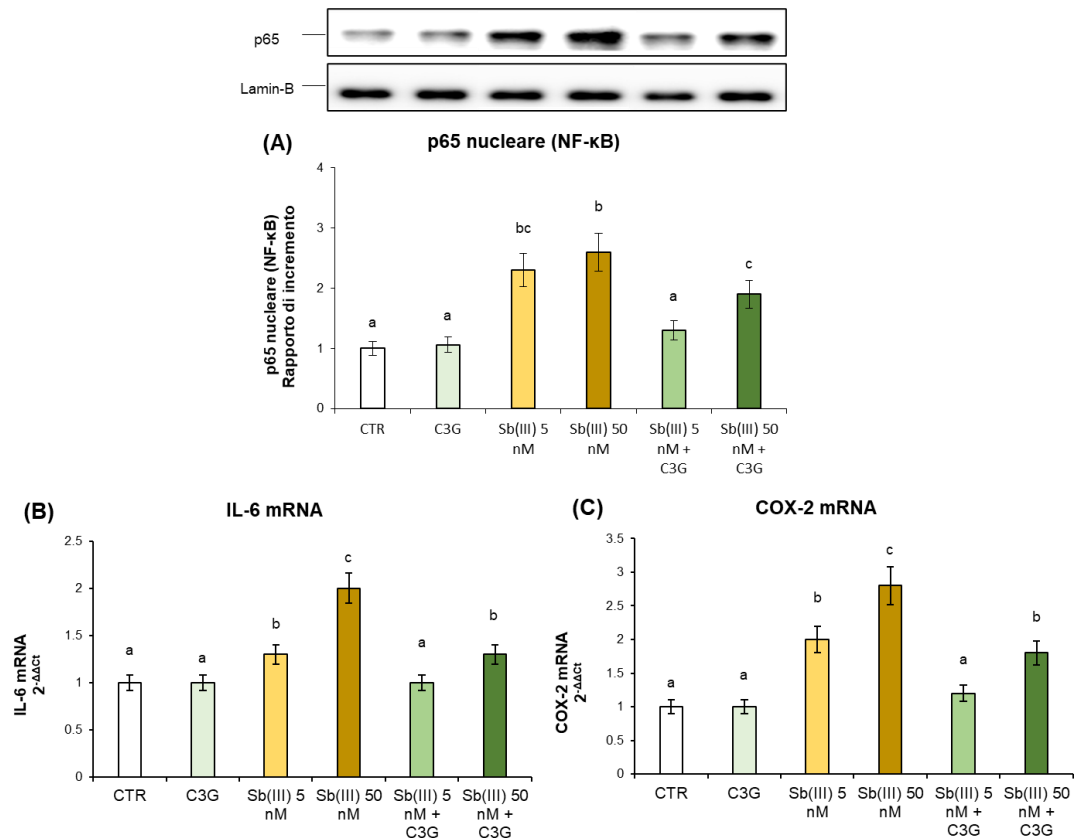 p65
Lamin-B
(A)
p65 nucleare (NF-κB)
p65 nucleare (NF-κB)
Rapporto di incremento
4
3
2
1
0
a
a
bc
b
a
c
CTR
C3G
Sb(III) 5
nM
Sb(III) 50
nM
Sb(III) 5
nM +
C3G
Sb(III) 50
nM +
C3G
(B)
IL-6 mRNA
IL-6 mRNA
2-ΔΔCt
2.5
2
1.5
1
0.5
0
a
a
b
c
a
b
CTR
C3G
Sb(III) 5
nM
Sb(III) 50
nM
Sb(III) 5
nM +
C3G
Sb(III) 50
nM +
C3G
(C)
COX-2 mRNA
COX-2 mRNA
2-ΔΔCt
3.5
3
2.5
2
1.5
1
0.5
0
a
a
b
c
a
b
CTR
C3G
Sb(III) 5
nM
Sb(III) 50
nM
Sb(III) 5
nM +
C3G
Sb(III) 50
nM + C3G